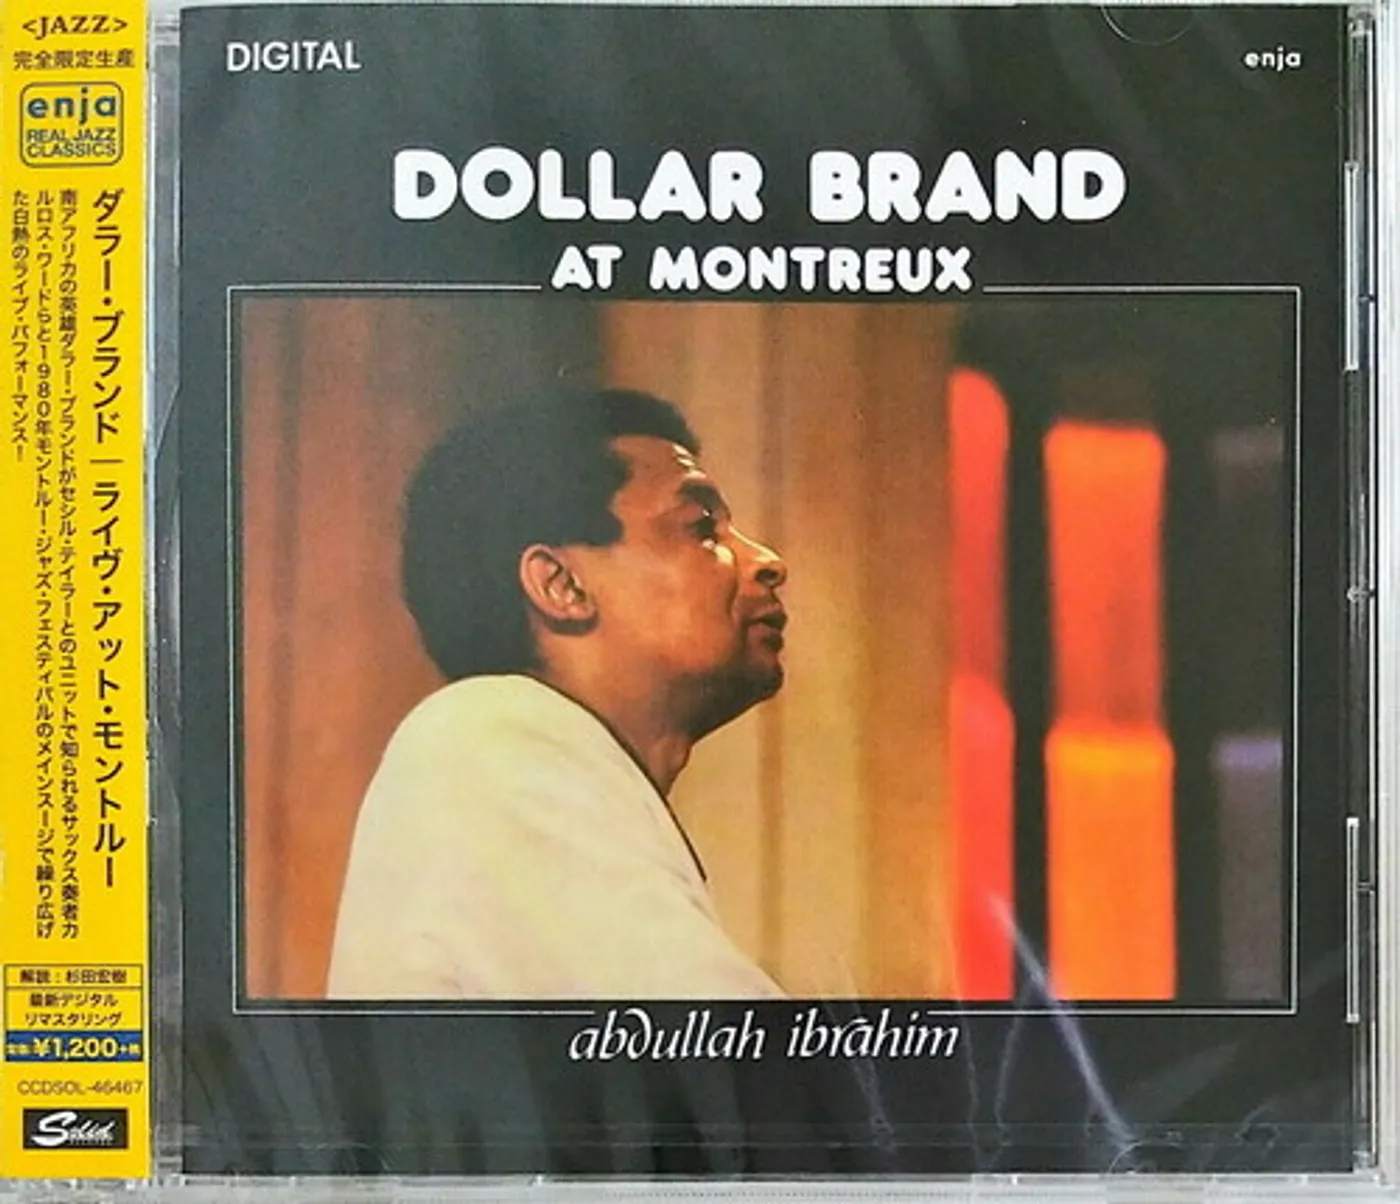 <JAZZ>
完全限定生産
enja
REAL JAZZ
CLASSICS
ダラー・ブランド｜ライヴ・アット・モントルー
南アフリカの英雄ダラー・ブランドがセシル・テイラーとのユニットで知られるサックス奏者カ
ルロス・ワードらと1980年モントルー・ジャズ・フェスティバルのメインスージで繰り広げ
た白熱のライブ・パフォーマンス!
解説:杉田宏樹
最新デジタル
リマスタリング
定価¥1,200+税
CCDSOL-46467
Solid
DIGITAL
enja
DOLLAR BRAND
AT MONTREUX
abdullah ibrāhim